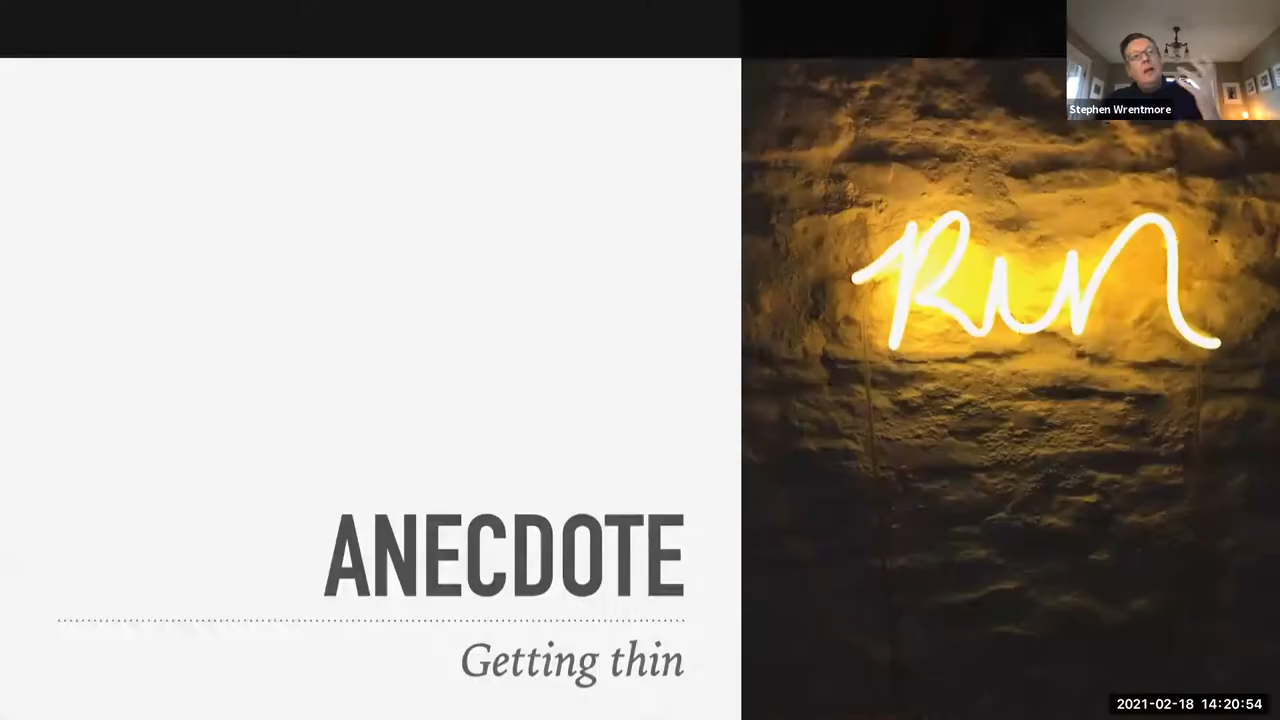 Stephen Wrentmore
Run
ANECDOTE
Getting thin
2021-02-18 14:20:54